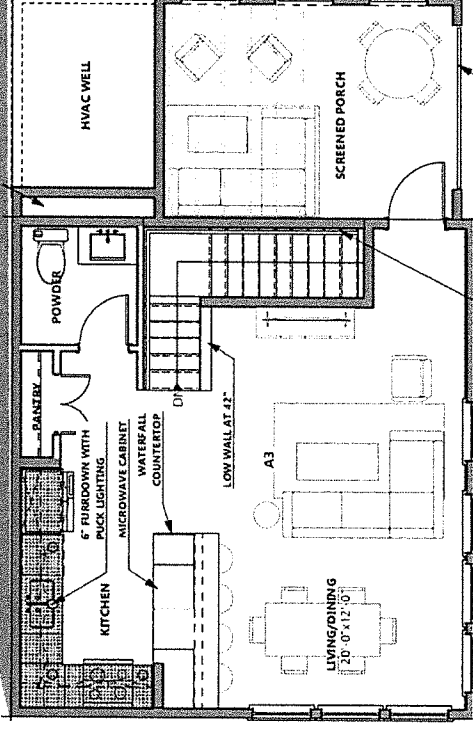 HVAC WELL
SCREENED PORCH
POWDER
PANTRY
6" FURRDOWN WITH
PUCK LIGHTING
MICROWAVE CABINET
WATERFALL
COUNTERTOP
DN
LOW WALL AT 42"
A3
KITCHEN
LIVING/DINING
20'-0"x12'-0"